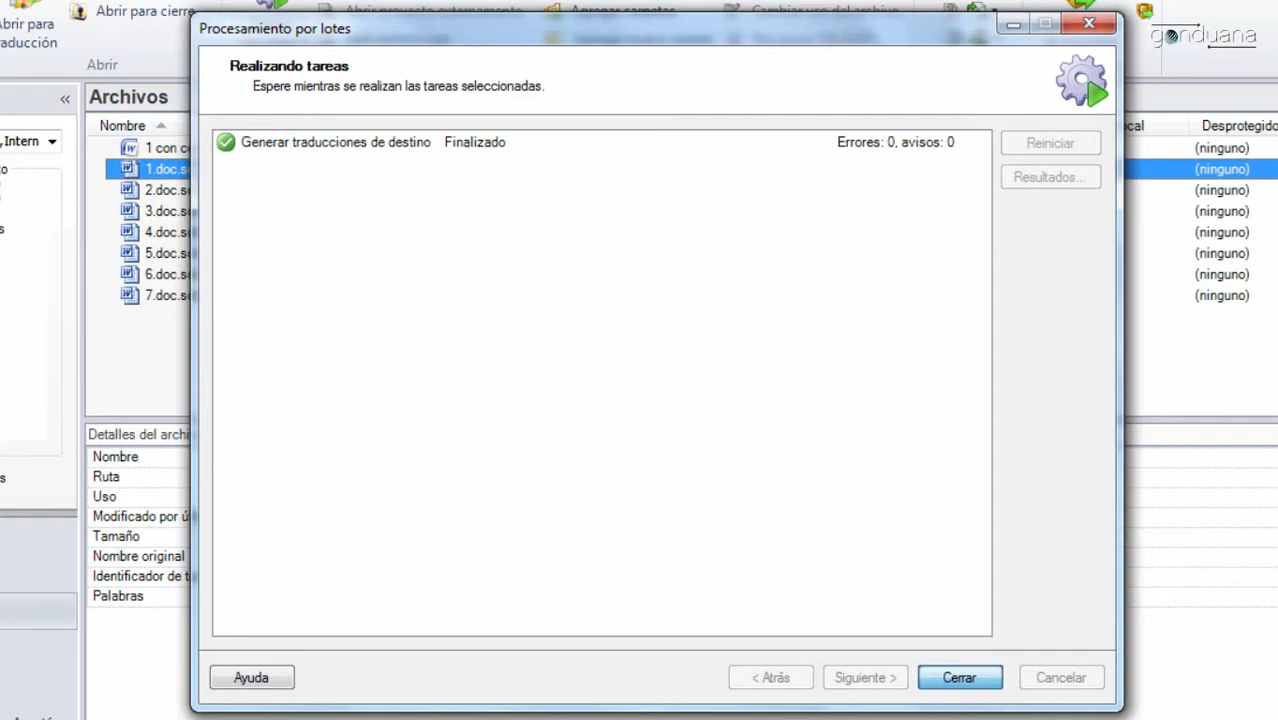 Abrir para traducción
Abrir para cierre
Abrir
Procesamiento por lotes
gonduana
Realizando tareas
Espere mientras se realizan las tareas seleccionadas.
Generar traducciones de destino Finalizado Errores: 0, avisos: 0
Reiniciar
Resultados...
« Archivos
Nombre
,Intern
1 con
1.doc.s
2.doc.s
3.doc.s
4.doc.s
5.doc.s
6.doc.s
7.doc.s
Desprotegido
(ninguno)
(ninguno)
(ninguno)
(ninguno)
(ninguno)
(ninguno)
(ninguno)
(ninguno)
Detalles del archi
Nombre
Ruta
Uso
Modificado por ú
Tamaño
Nombre original
Identificador de t
Palabras
Ayuda
< Atrás
Siguiente >
Cerrar
Cancelar